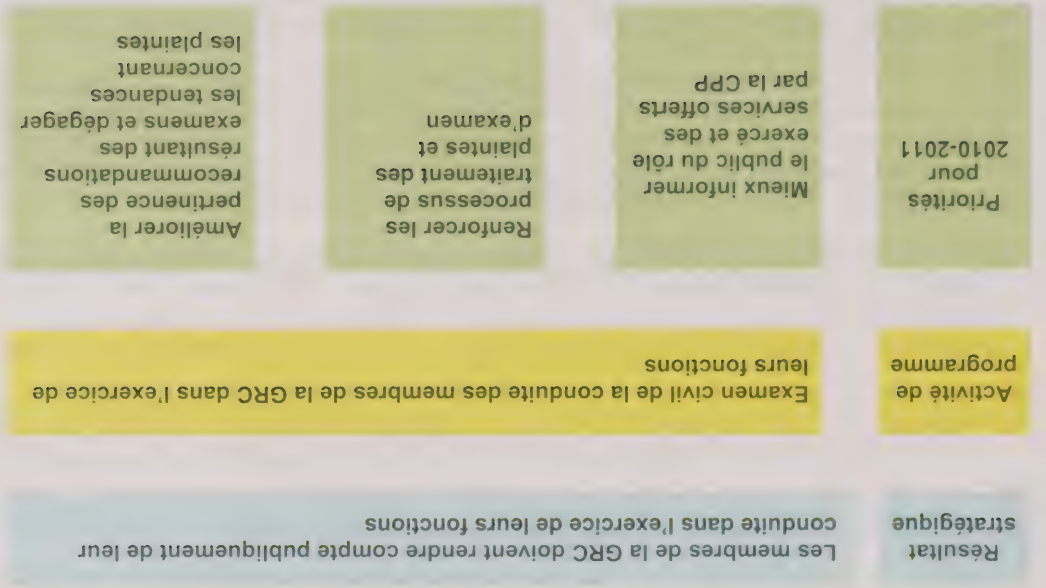 Résultat
stratégique
Les membres de la GRC doivent rendre compte publiquement de leur
conduite dans l'exercice de leurs fonctions
Activité de
programme
Examen civil de la conduite des membres de la GRC dans l'exercice de
leurs fonctions
Priorités
pour
2010-2011
Mieux informer
le public du rôle
exercé et des
services offerts
par la CPP
Renforcer les
processus de
traitement des
plaintes et
d'examen
Améliorer la
pertinence des
recommandations
résultant des
examens et dégager
les tendances
concernant
les plaintes